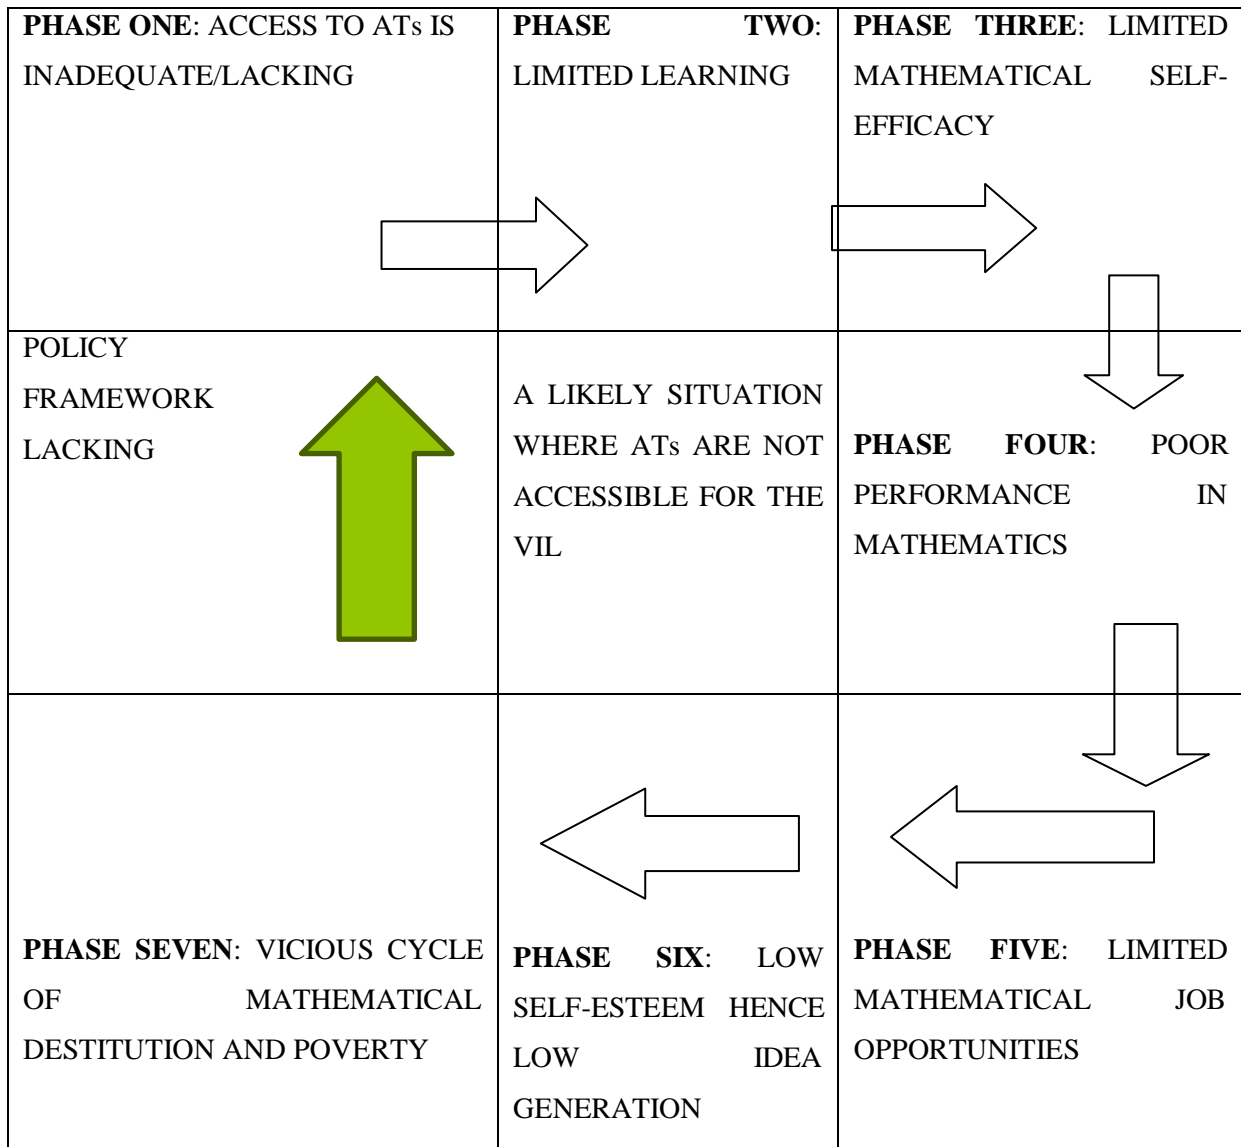 PHASE ONE: ACCESS TO ATs IS
INADEQUATE/LACKING
PHASE TWO:
LIMITED LEARNING
PHASE THREE: LIMITED
MATHEMATICAL SELF-
EFFICACY
POLICY
FRAMEWORK
LACKING
A LIKELY SITUATION
WHERE ATs ARE NOT
ACCESSIBLE FOR THE
VIL
PHASE FOUR: POOR
PERFORMANCE IN
MATHEMATICS
PHASE SEVEN: VICIOUS CYCLE
OF MATHEMATICAL
DESTITUTION AND POVERTY
PHASE SIX: LOW
SELF-ESTEEM HENCE
LOW IDEA
GENERATION
PHASE FIVE: LIMITED
MATHEMATICAL JOB
OPPORTUNITIES